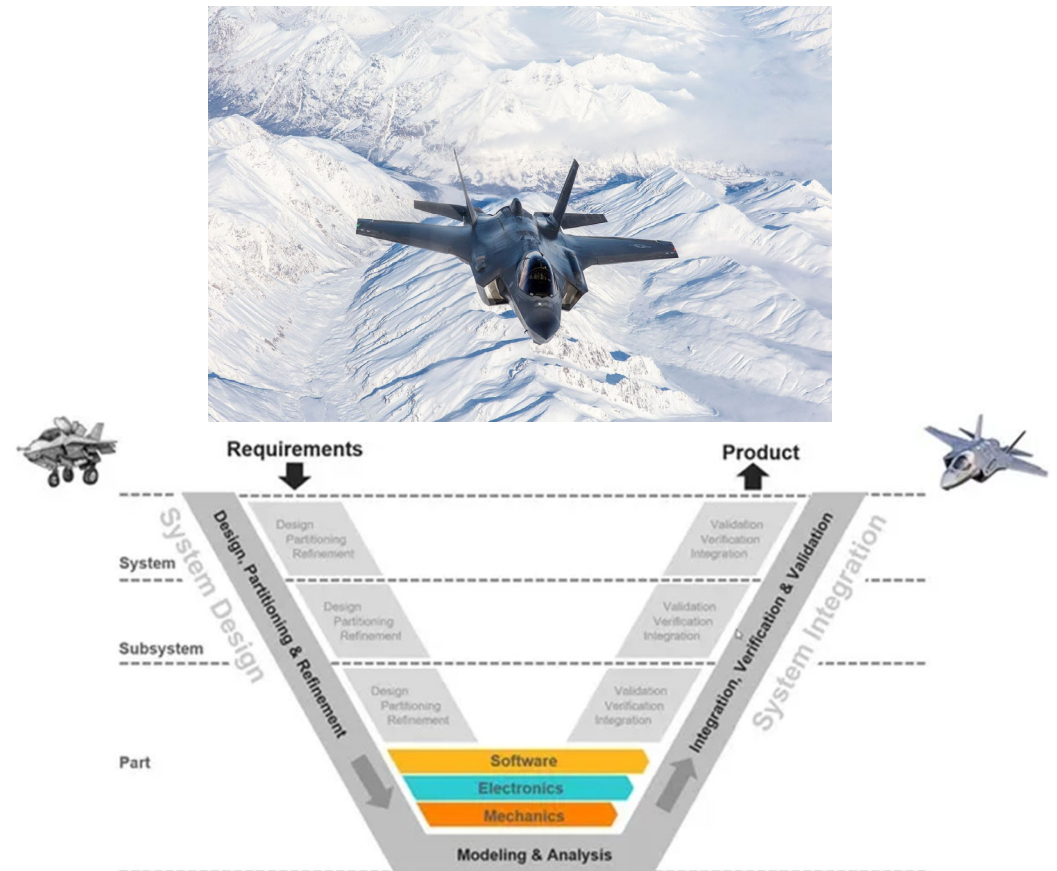 Requirements
Product
System Design
Design, Partitioning & Refinement
Design
Partitioning
Refinement
Validation
Verification
Integration
Integration, Verification & Validation
System Integration
System
Design
Partitioning
Refinement
Validation
Verification
Integration
Subsystem
Design
Partitioning
Refinement
Validation
Verification
Integration
Part
Software
Electronics
Mechanics
Modeling & Analysis